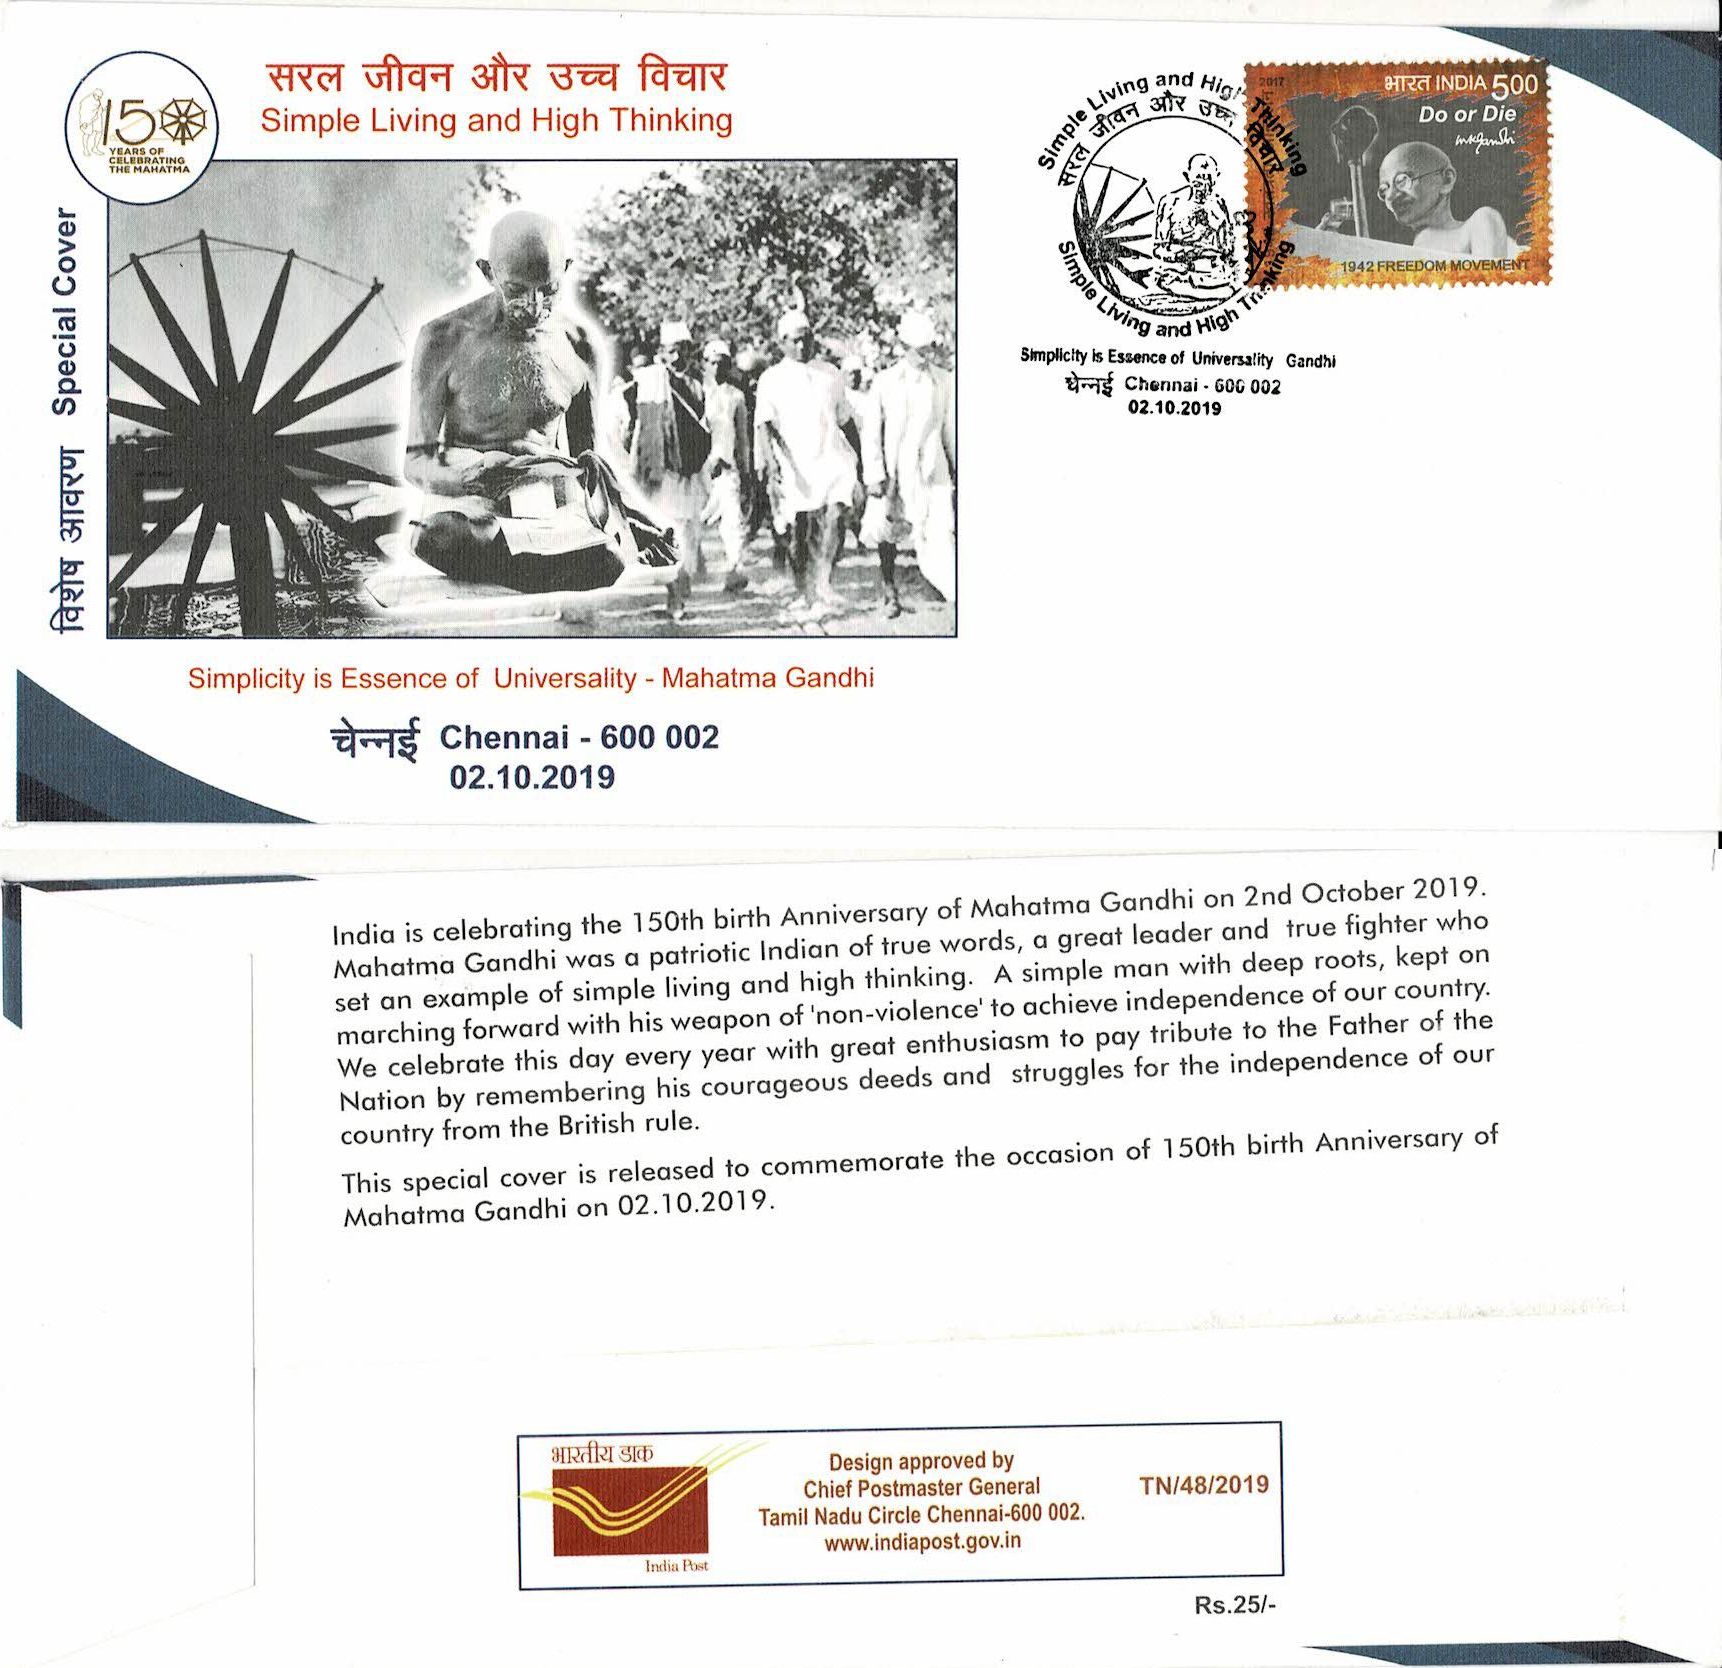 150
YEARS OF
CELEBRATING
THE MAHATMA
सरल जीवन और उच्च विचार
Simple Living and High Thinking
विशेष आवरण Special Cover
Simplicity is Essence of Universality - Mahatma Gandhi
चेन्नई Chennai - 600 002
02.10.2019
Simple Living and High Thinking
सरल जीवन और उच्च विचार
Simple Living and High Thinking
Simplicity is Essence of Universality Gandhi
चेन्नई Chennai - 600 002
02.10.2019
2017
भारत INDIA 500
Do or Die
MKGandhi
1942 FREEDOM MOVEMENT
India is celebrating the 150th birth Anniversary of Mahatma Gandhi on 2nd October 2019.
Mahatma Gandhi was a patriotic Indian of true words, a great leader and true fighter who
set an example of simple living and high thinking. A simple man with deep roots, kept on
marching forward with his weapon of 'non-violence' to achieve independence of our country.
We celebrate this day every year with great enthusiasm to pay tribute to the Father of the
Nation by remembering his courageous deeds and struggles for the independence of our
country from the British rule.
This special cover is released to commemorate the occasion of 150th birth Anniversary of
Mahatma Gandhi on 02.10.2019.
भारतीय डाक
India Post
Design approved by
Chief Postmaster General
Tamil Nadu Circle Chennai-600 002.
www.indiapost.gov.in
TN/48/2019
Rs.25/-